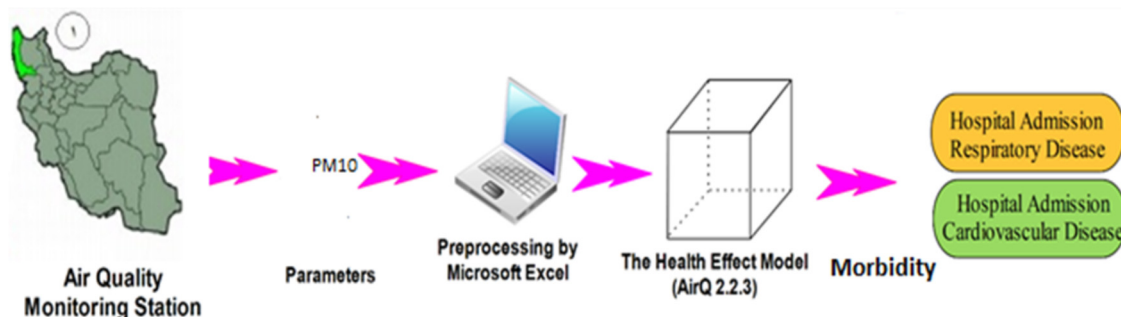 Air Quality
Monitoring Station
PM10
Parameters
Preprocessing by
Microsoft Excel
The Health Effect Model
(AirQ 2.2.3)
Morbidity
Hospital Admission
Respiratory Disease
Hospital Admission
Cardiovascular Disease